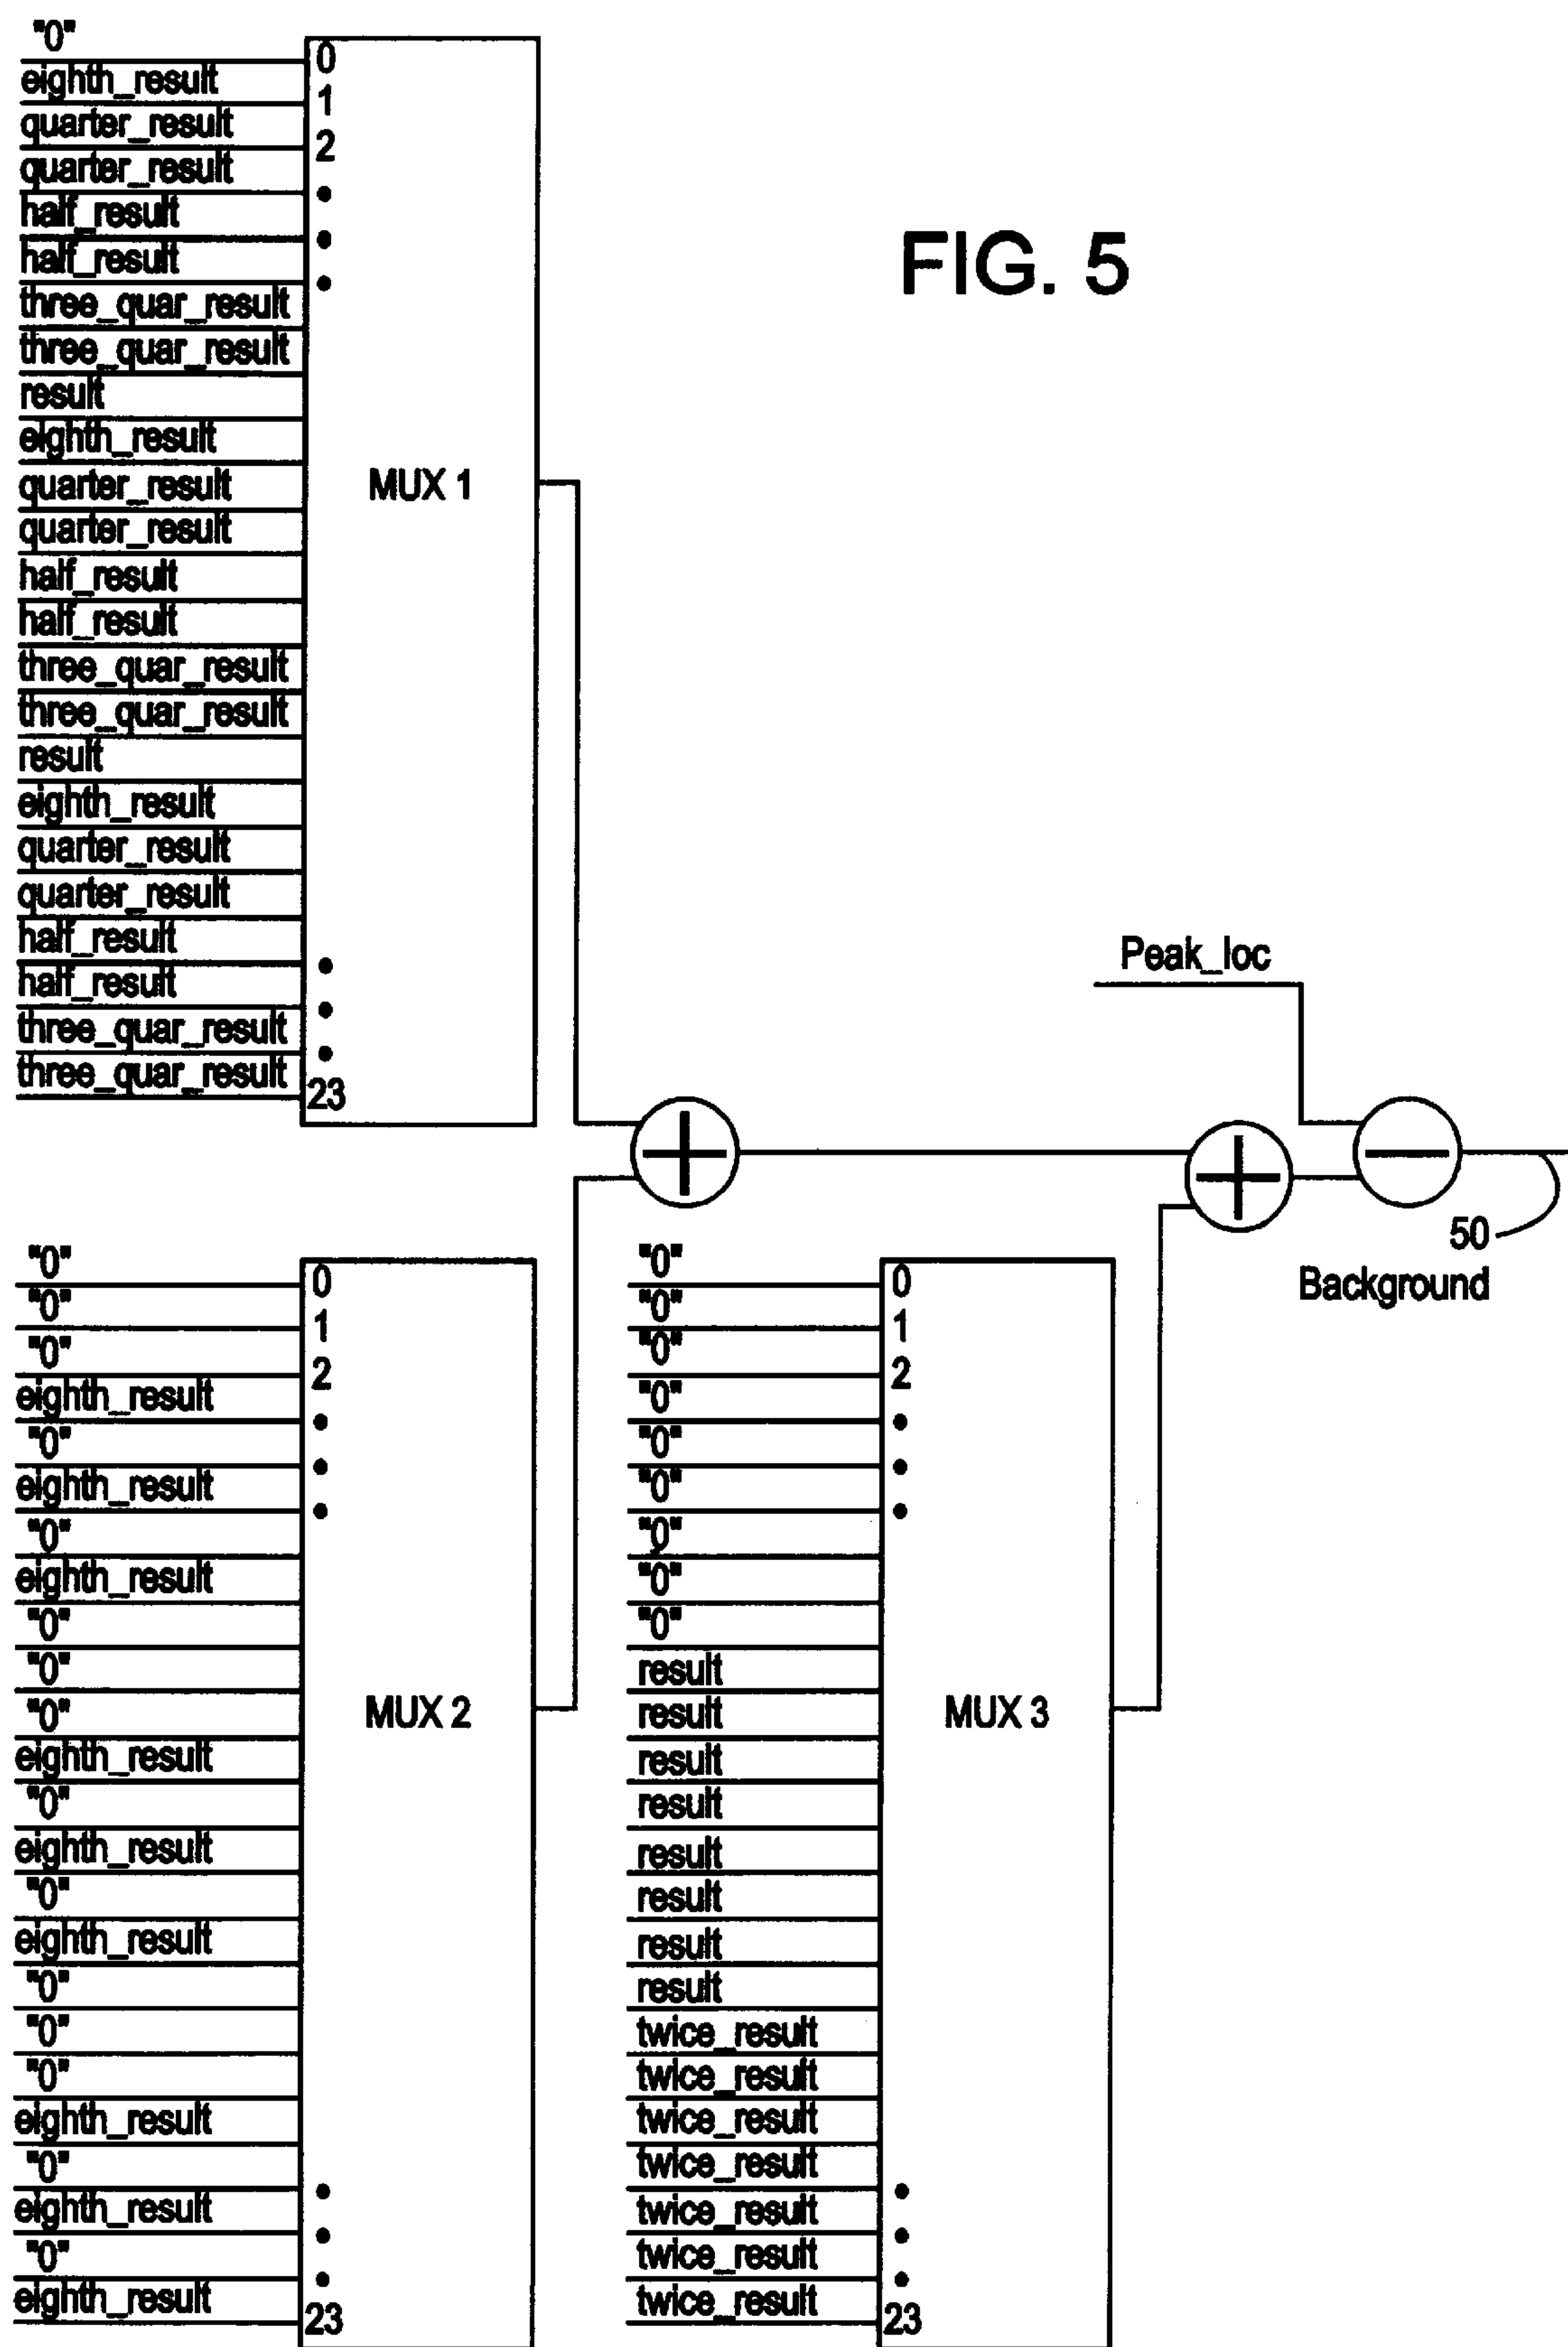 "0"
0
eighth_result
1
quarter_result
2
quarter_result
half_result
half_result
three_quar_result
three_quar_result
result
eighth_result
quarter_result
quarter_result
half_result
half_result
three_quar_result
three_quar_result
result
eighth_result
quarter_result
quarter_result
half_result
half_result
three_quar_result
three_quar_result
23
MUX 1
FIG. 5
Peak_loc
50
Background
"0"
0
"0"
1
"0"
2
eighth_result
"0"
eighth_result
"0"
eighth_result
"0"
"0"
"0"
eighth_result
"0"
eighth_result
"0"
eighth_result
"0"
"0"
"0"
eighth_result
"0"
eighth_result
"0"
eighth_result
23
MUX 2
"0"
0
"0"
1
"0"
2
"0"
"0"
"0"
"0"
"0"
"0"
result
result
result
result
result
result
result
result
twice_result
twice_result
twice_result
twice_result
twice_result
twice_result
twice_result
23
MUX 3